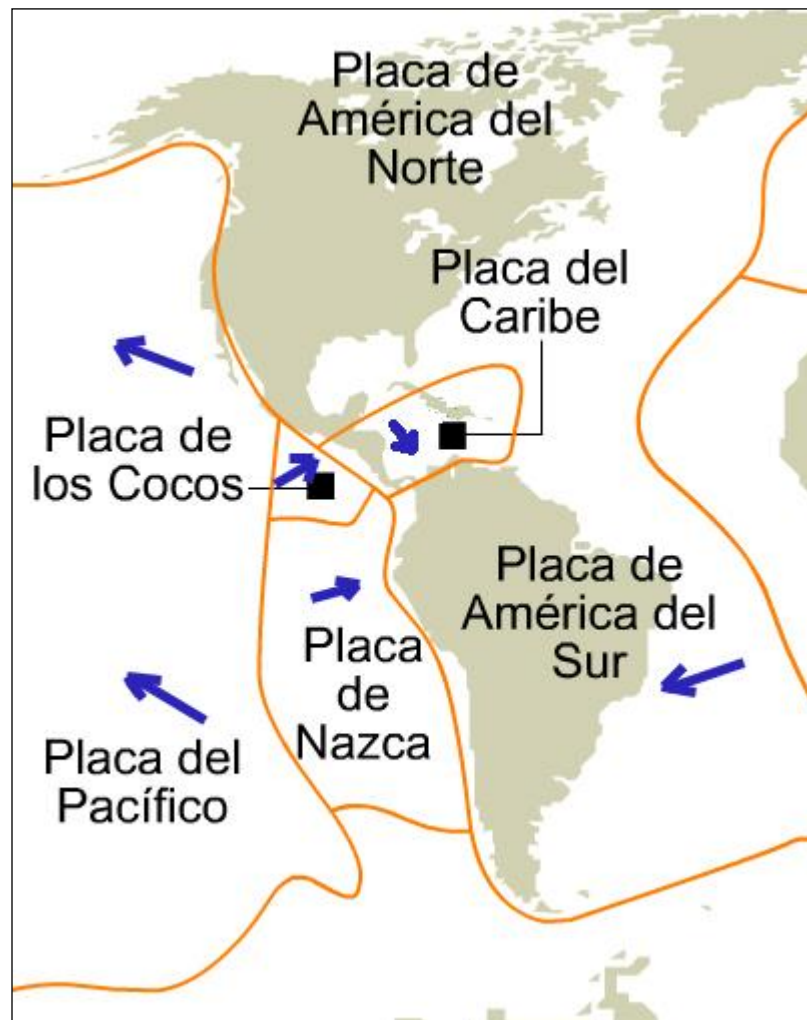 Placa de
América del
Norte
Placa del
Caribe
Placa de
los Cocos
Placa de
América del
Sur
Placa
de
Nazca
Placa del
Pacífico